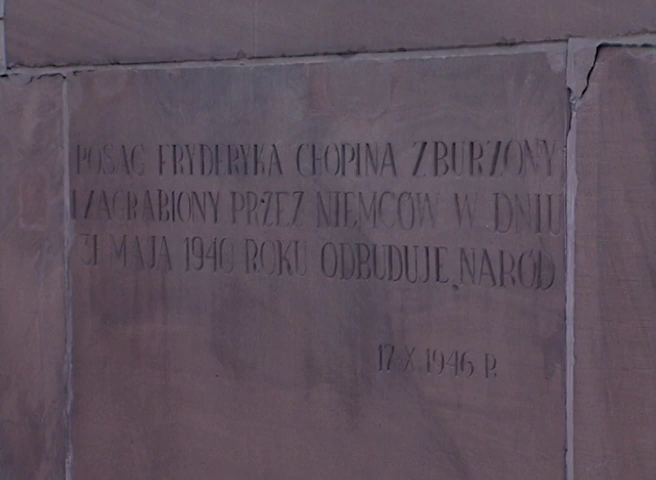 POSĄG FRYDERYKA CHOPINA ZBURZONY
I ZAGRABIONY PRZEZ NIEMCÓW W DNIU
31 MAJA 1940 ROKU ODBUDUJE NARÓD
17·X.1946 R.